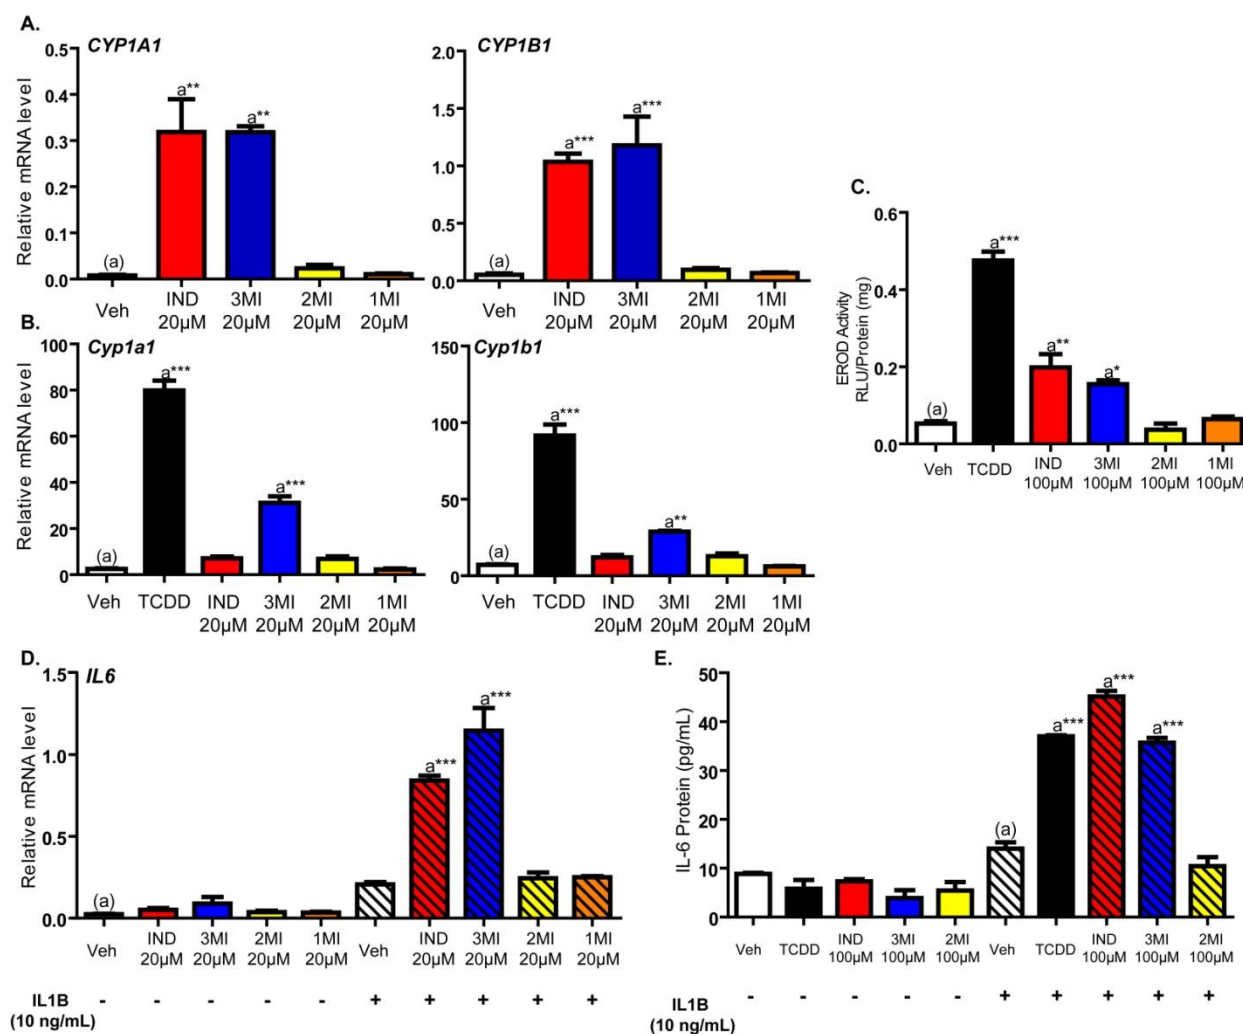 A.
CYP1A1
Relative mRNA level
0.5
0.4
0.3
0.2
0.1
0.0
(a)
a**
a**
Veh
IND
20µM
3MI
20µM
2MI
20µM
1MI
20µM
CYP1B1
2.0
1.5
1.0
0.5
0.0
(a)
a***
a***
Veh
IND
20µM
3MI
20µM
2MI
20µM
1MI
20µM
B.
Cyp1a1
Relative mRNA level
100
80
60
40
20
0
(a)
a***
a***
Veh
TCDD
IND
20µM
3MI
20µM
2MI
20µM
1MI
20µM
Cyp1b1
150
100
50
0
(a)
a***
a**
Veh
TCDD
IND
20µM
3MI
20µM
2MI
20µM
1MI
20µM
C.
EROD Activity
RLU/Protein (mg)
0.6
0.4
0.2
0.0
(a)
a***
a**
a*
Veh
TCDD
IND
100µM
3MI
100µM
2MI
100µM
1MI
100µM
D.
IL6
Relative mRNA level
1.5
1.0
0.5
0.0
(a)
a***
a***
Veh
IND
20µM
3MI
20µM
2MI
20µM
1MI
20µM
Veh
IND
20µM
3MI
20µM
2MI
20µM
1MI
20µM
IL1B
(10 ng/mL)
- - - - - + + + + +
E.
IL-6 Protein (pg/mL)
50
40
30
20
10
0
(a)
a***
a***
a***
Veh
TCDD
IND
100µM
3MI
100µM
2MI
100µM
Veh
TCDD
IND
100µM
3MI
100µM
2MI
100µM
IL1B
(10 ng/mL)
- - - - - + + + + +